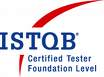 ISTQB®
Certified Tester
Foundation Level